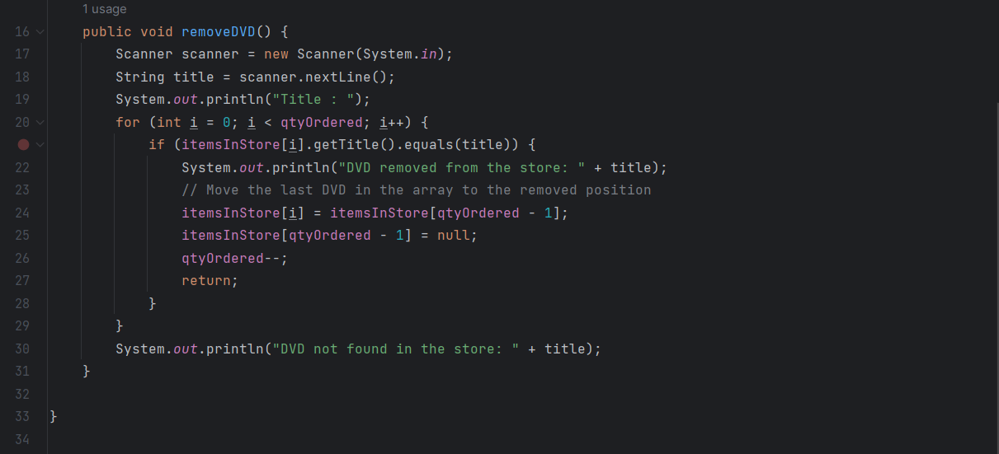 1 usage
16 public void removeDVD() {
17 Scanner scanner = new Scanner(System.in);
18 String title = scanner.nextLine();
19 System.out.println("Title : ");
20 for (int i = 0; i < qtyOrdered; i++) {
if (itemsInStore[i].getTitle().equals(title)) {
22 System.out.println("DVD removed from the store: " + title);
23 // Move the last DVD in the array to the removed position
24 itemsInStore[i] = itemsInStore[qtyOrdered - 1];
25 itemsInStore[qtyOrdered - 1] = null;
26 qtyOrdered--;
27 return;
28 }
29 }
30 System.out.println("DVD not found in the store: " + title);
31 }
32
33 }
34